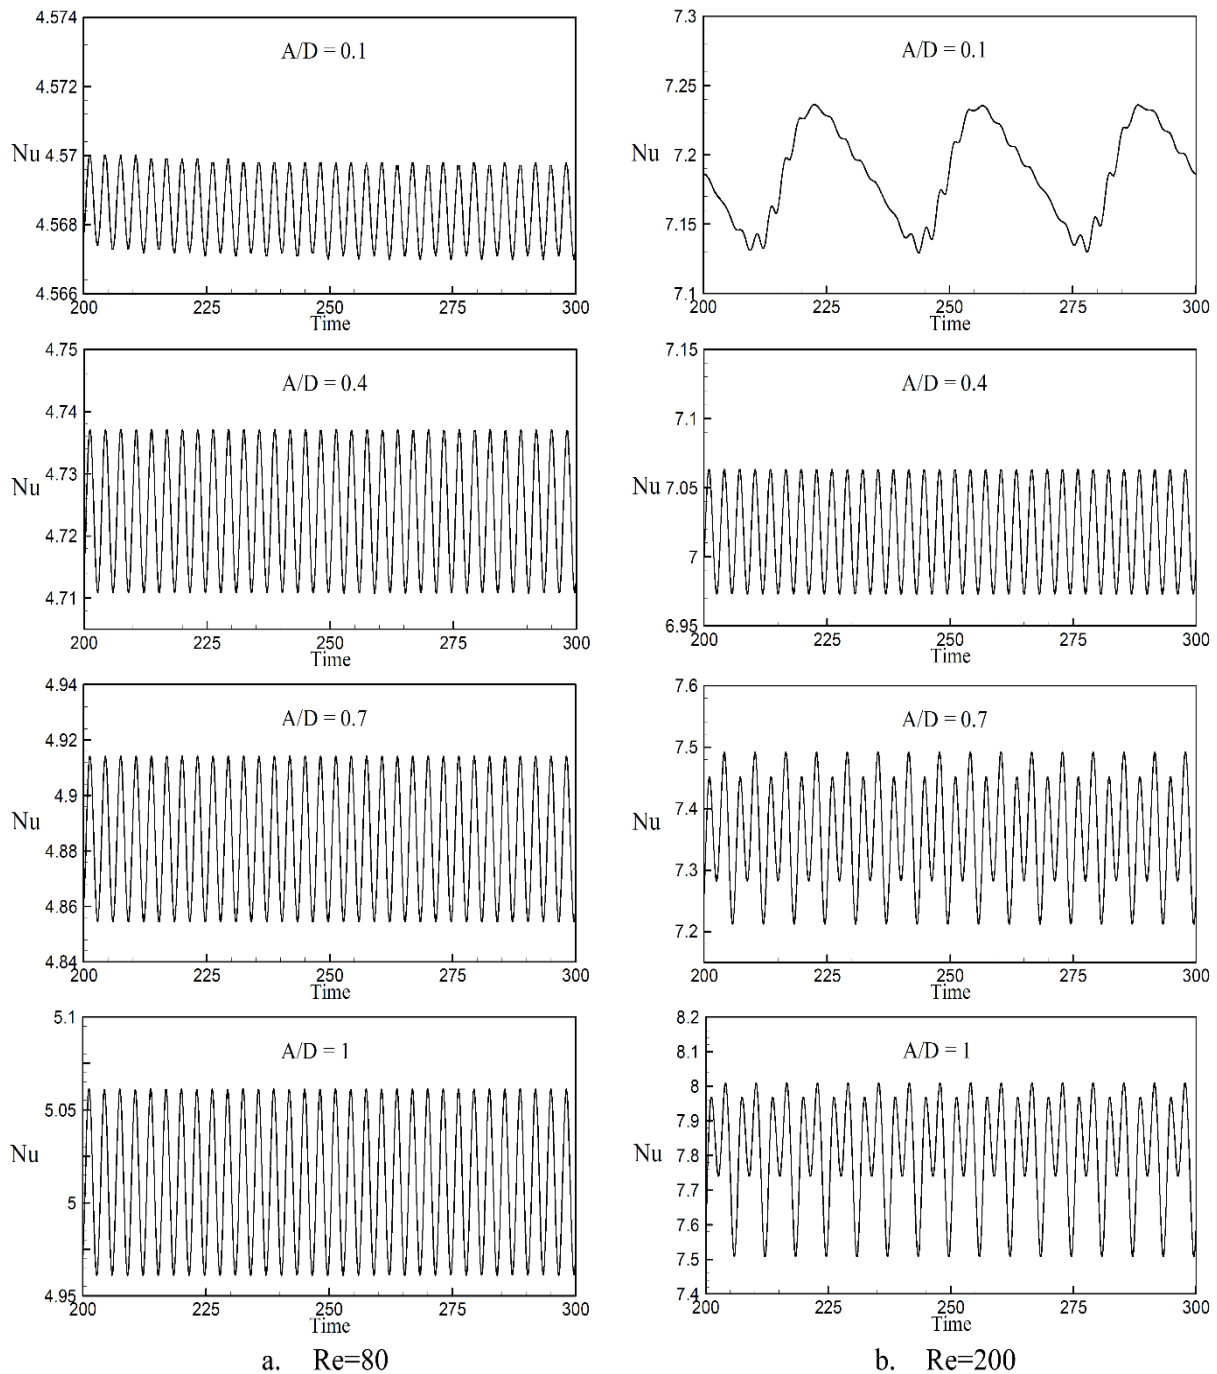 4.574
4.572
4.57
4.568
4.566
Nu
A/D = 0.1
200 225 250 275 300
Time
7.3
7.25
7.2
7.15
7.1
Nu
A/D = 0.1
200 225 250 275 300
Time
4.75
4.74
4.73
4.72
4.71
Nu
A/D = 0.4
200 225 250 275 300
Time
7.15
7.1
7.05
7
6.95
Nu
A/D = 0.4
200 225 250 275 300
Time
4.94
4.92
4.9
4.88
4.86
4.84
Nu
A/D = 0.7
200 225 250 275 300
Time
7.6
7.5
7.4
7.3
7.2
Nu
A/D = 0.7
200 225 250 275 300
Time
5.1
5.05
5
4.95
Nu
A/D = 1
200 225 250 275 300
Time
8.2
8.1
8
7.9
7.8
7.7
7.6
7.5
7.4
Nu
A/D = 1
200 225 250 275 300
Time
a. Re=80
b. Re=200